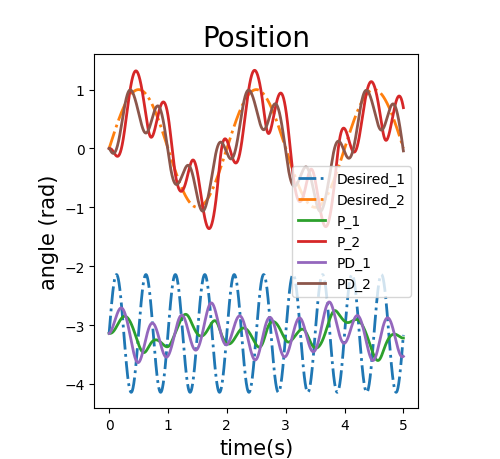 Position
angle (rad)
1
0
−1
−2
−3
−4
Desired_1
Desired_2
P_1
P_2
PD_1
PD_2
0 1 2 3 4 5
time(s)